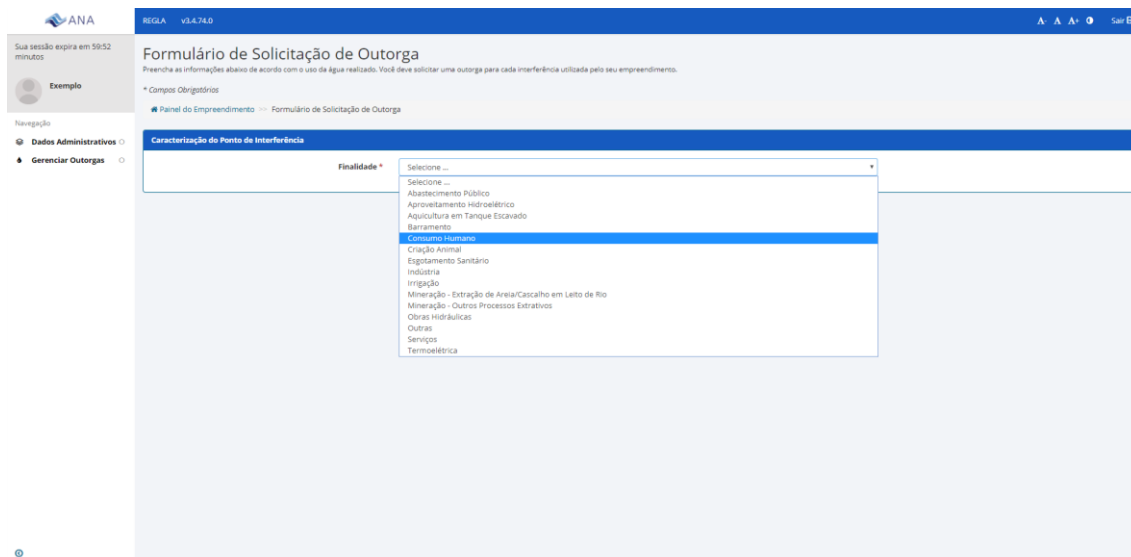 ANA
REGLA v3.4.74.0
A- A A+ Sair
Sua sessão expira em 59:52
minutos
Exemplo
Navegação
Dados Administrativos
Gerenciar Outorgas
Formulário de Solicitação de Outorga
Preencha as informações abaixo de acordo com o uso da água realizado. Você deve solicitar uma outorga para cada interferência utilizada pelo seu empreendimento.
* Campos Obrigatórios
Painel do Empreendimento >> Formulário de Solicitação de Outorga
Caracterização do Ponto de Interferência
Finalidade * Selecione ...
Selecione ...
Abastecimento Público
Aproveitamento Hidroelétrico
Aquicultura em Tanque Escavado
Barramento
Consumo Humano
Criação Animal
Esgotamento Sanitário
Indústria
Irrigação
Mineração - Extração de Areia/Cascalho em Leito de Rio
Mineração - Outros Processos Extrativos
Obras Hidráulicas
Outras
Serviços
Termoelétrica